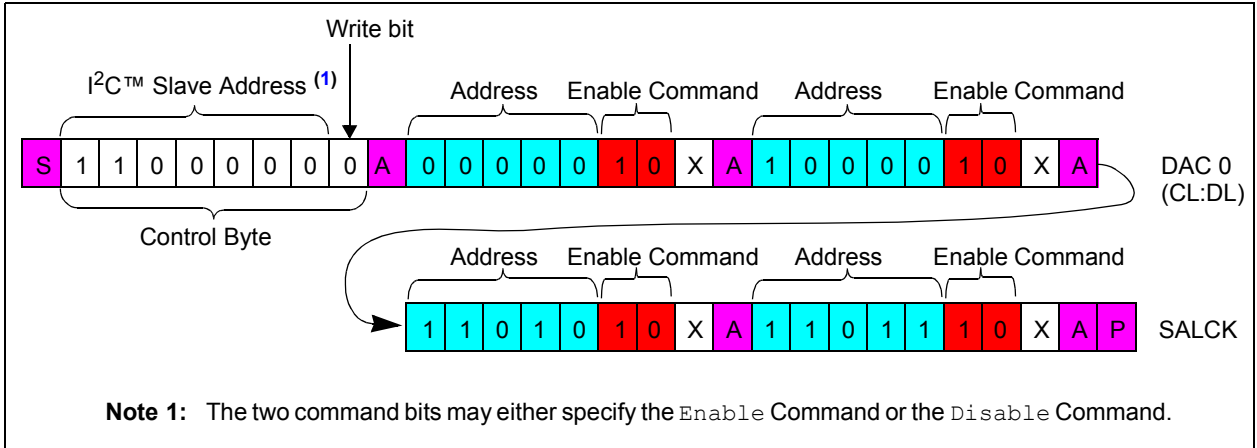 Write bit
I²C™ Slave Address (1)
Address Enable Command Address Enable Command
S 1 1 0 0 0 0 0 0 A 0 0 0 0 0 1 0 X A 1 0 0 0 0 1 0 X A DAC 0
(CL:DL)
Control Byte
Address Enable Command Address Enable Command
1 1 0 1 0 1 0 X A 1 1 0 1 1 1 0 X A P SALCK
Note 1: The two command bits may either specify the Enable Command or the Disable Command.